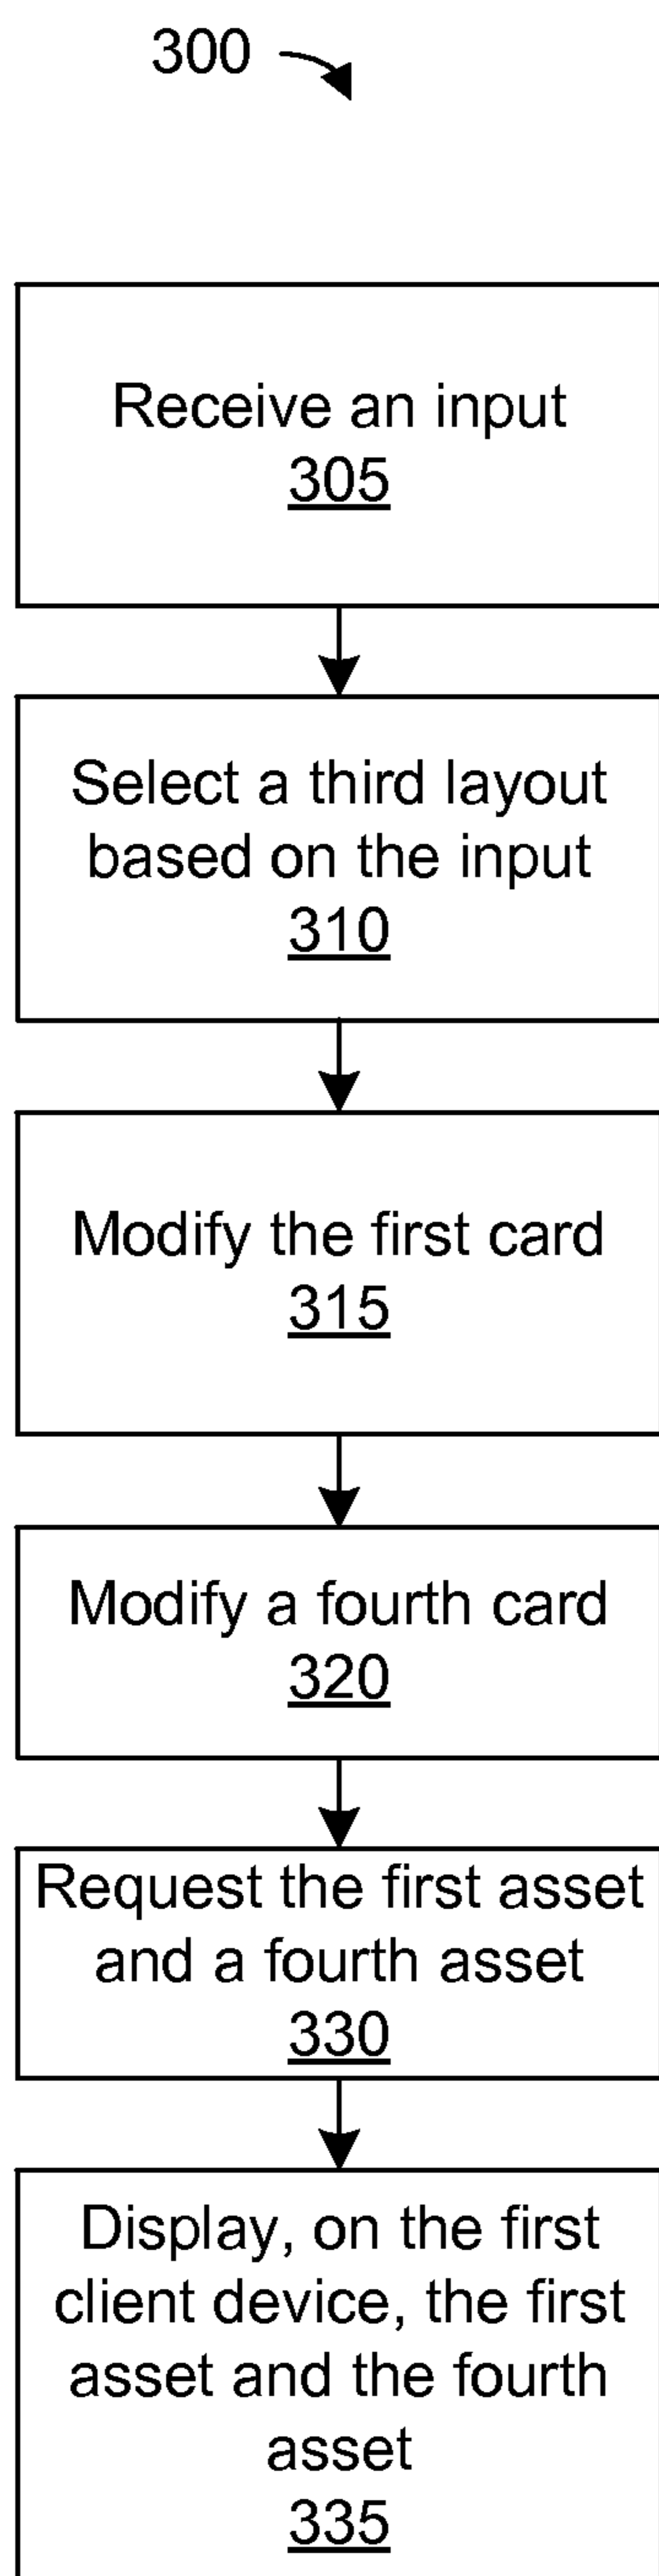 300
Receive an input
305
Select a third layout
based on the input
310
Modify the first card
315
Modify a fourth card
320
Request the first asset
and a fourth asset
330
Display, on the first
client device, the first
asset and the fourth
asset
335